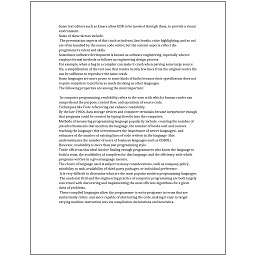 Some text editors such as Emacs allow GDB to be invoked through them, to provide a visual
environment.
Some of these factors include:
The presentation aspects of this (such as indents, line breaks, color highlighting, and so on)
are often handled by the source code editor, but the content aspects reflect the
programmer's talent and skills.
Sometimes software development is known as software engineering, especially when it
employs formal methods or follows an engineering design process.
For example, when a bug in a compiler can make it crash when parsing some large source
file, a simplification of the test case that results in only few lines from the original source file
can be sufficient to reproduce the same crash.
Some languages are more prone to some kinds of faults because their specification does not
require compilers to perform as much checking as other languages.
The following properties are among the most important:

In computer programming, readability refers to the ease with which a human reader can
comprehend the purpose, control flow, and operation of source code.
Techniques like Code refactoring can enhance readability.
By the late 1960s, data storage devices and computer terminals became inexpensive enough
that programs could be created by typing directly into the computers.
Methods of measuring programming language popularity include: counting the number of
job advertisements that mention the language, the number of books sold and courses
teaching the language (this overestimates the importance of newer languages), and
estimates of the number of existing lines of code written in the language (this
underestimates the number of users of business languages such as COBOL).
However, readability is more than just programming style.
Trade-offs from this ideal involve finding enough programmers who know the language to
build a team, the availability of compilers for that language, and the efficiency with which
programs written in a given language execute.
The choice of language used is subject to many considerations, such as company policy,
suitability to task, availability of third-party packages, or individual preference.
It is very difficult to determine what are the most popular modern programming languages.
The academic field and the engineering practice of computer programming are both largely
concerned with discovering and implementing the most efficient algorithms for a given
class of problems.
These compiled languages allow the programmer to write programs in terms that are
syntactically richer, and more capable of abstracting the code, making it easy to target
varying machine instruction sets via compilation declarations and heuristics.